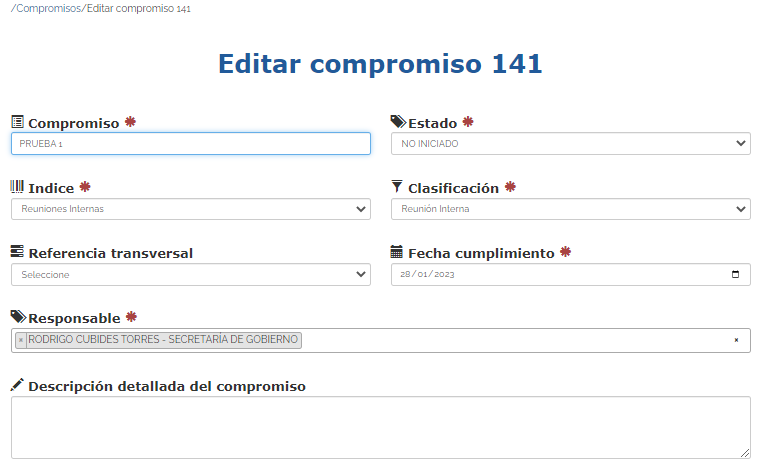 /Compromisos/Editar compromiso 141
Editar compromiso 141
Compromiso
Estado
PRUEBA 1
NO INICIADO
Indice
Clasificación
Reuniones Internas
Reunión Interna
Referencia transversal
Fecha cumplimiento
Seleccione
28/01/2023
Responsable
× RODRIGO CUBIDES TORRES - SECRETARÍA DE GOBIERNO ×
Descripción detallada del compromiso